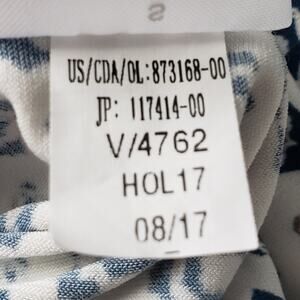 S
US/CDA/OL:873168-00
JP: 117414-00
V/4762
HOL17
08/17